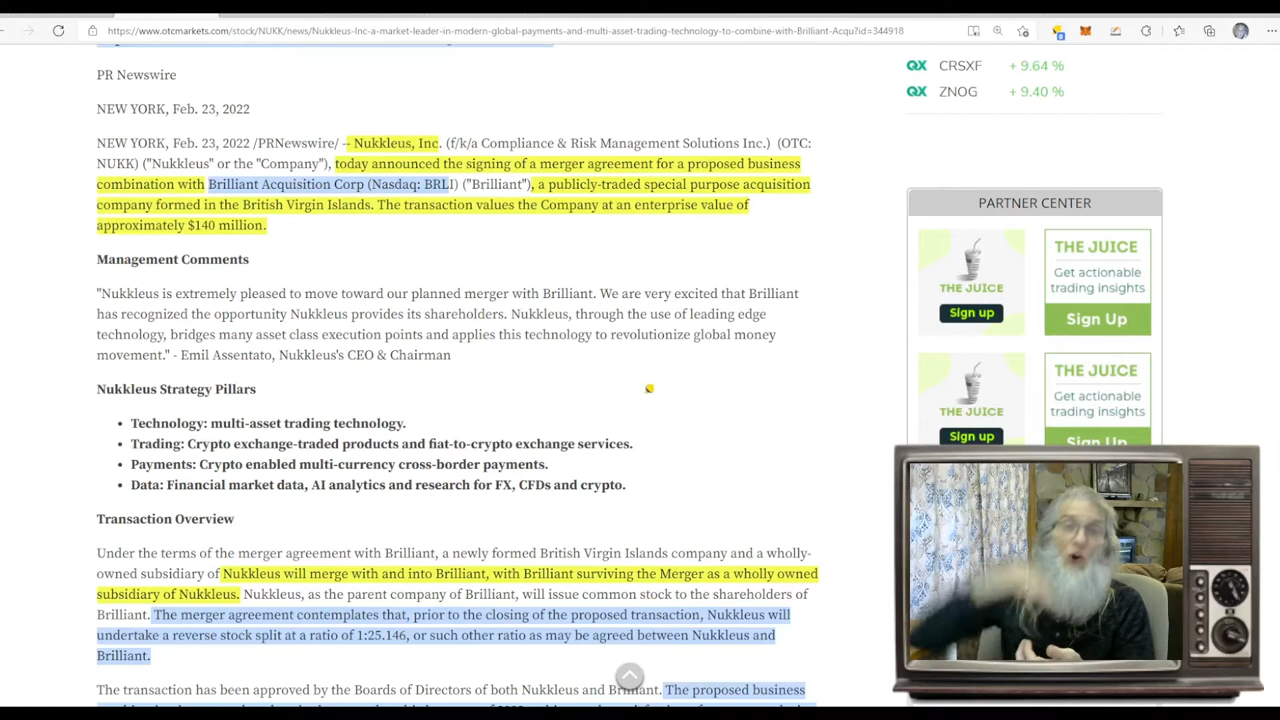 https://www.otcmarkets.com/stock/NUKK/news/Nukkleus-Inc-a-market-leader-in-modern-global-payments-and-multi-asset-trading-technology-to-combine-with-Brilliant-Acqu?id=344918
PR Newswire
NEW YORK, Feb. 23, 2022
NEW YORK, Feb. 23, 2022 /PRNewswire/ -- Nukkleus, Inc. (f/k/a Compliance & Risk Management Solutions Inc.) (OTC:
NUKK) ("Nukkleus" or the "Company"), today announced the signing of a merger agreement for a proposed business
combination with Brilliant Acquisition Corp (Nasdaq: BRLI) ("Brilliant"), a publicly-traded special purpose acquisition
company formed in the British Virgin Islands. The transaction values the Company at an enterprise value of
approximately $140 million.
Management Comments
"Nukkleus is extremely pleased to move toward our planned merger with Brilliant. We are very excited that Brilliant
has recognized the opportunity Nukkleus provides its shareholders. Nukkleus, through the use of leading edge
technology, bridges many asset class execution points and applies this technology to revolutionize global money
movement." - Emil Assentato, Nukkleus's CEO & Chairman
Nukkleus Strategy Pillars
• Technology: multi-asset trading technology.
• Trading: Crypto exchange-traded products and fiat-to-crypto exchange services.
• Payments: Crypto enabled multi-currency cross-border payments.
• Data: Financial market data, AI analytics and research for FX, CFDs and crypto.
Transaction Overview
Under the terms of the merger agreement with Brilliant, a newly formed British Virgin Islands company and a wholly-
owned subsidiary of Nukkleus will merge with and into Brilliant, with Brilliant surviving the Merger as a wholly owned
subsidiary of Nukkleus. Nukkleus, as the parent company of Brilliant, will issue common stock to the shareholders of
Brilliant. The merger agreement contemplates that, prior to the closing of the proposed transaction, Nukkleus will
undertake a reverse stock split at a ratio of 1:25.146, or such other ratio as may be agreed between Nukkleus and
Brilliant.
The transaction has been approved by the Boards of Directors of both Nukkleus and Brilliant. The proposed business
QX CRSXF + 9.64 %
QX ZNOG + 9.40 %
PARTNER CENTER
THE JUICE
Sign up
THE JUICE
Get actionable
trading insights
Sign Up
THE JUICE
Sign up
THE JUICE
Get actionable
trading insights
Sign Up